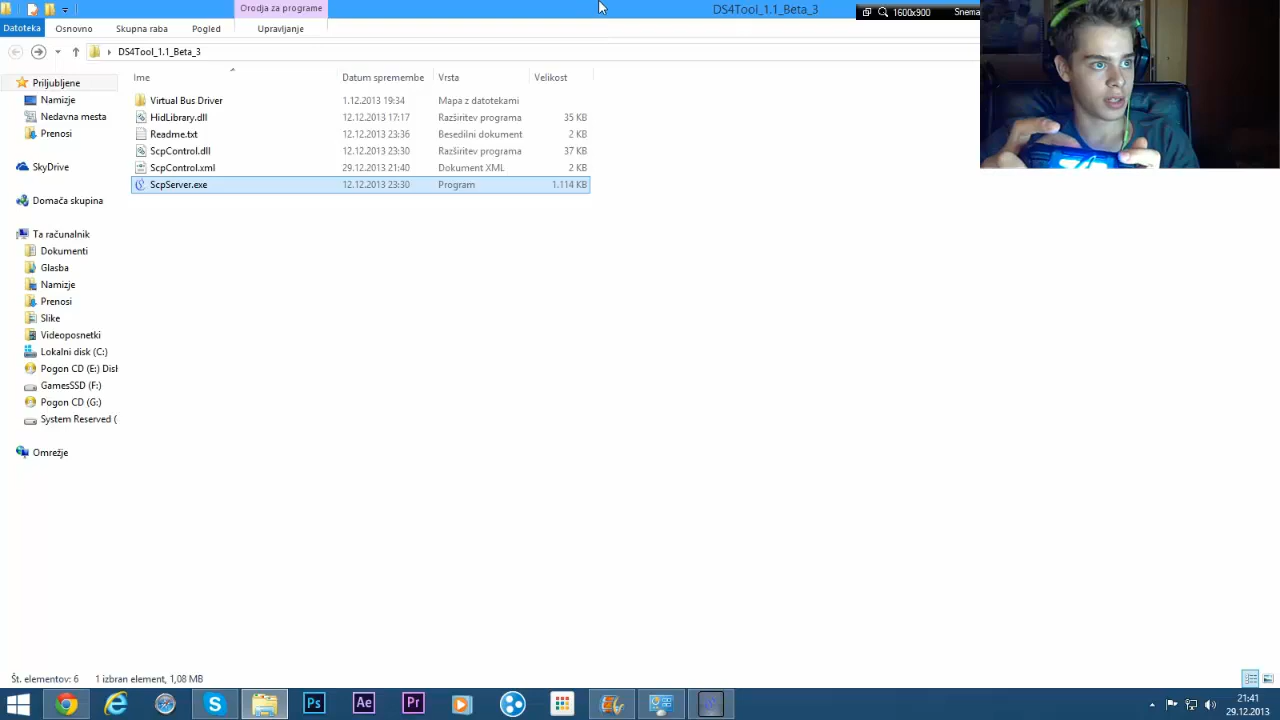 Orodja za programe
DS4Tool_1.1_Beta_3
1600x900
Snema
Datoteka
Osnovno
Skupna raba
Pogled
Upravljanje
DS4Tool_1.1_Beta_3
Ime
Datum spremembe
Vrsta
Velikost
Virtual Bus Driver 1.12.2013 19:34 Mapa z datotekami
HidLibrary.dll 12.12.2013 17:17 Razširitev programa 35 KB
Readme.txt 12.12.2013 23:36 Besedilni dokument 2 KB
ScpControl.dll 12.12.2013 23:30 Razširitev programa 37 KB
ScpControl.xml 29.12.2013 21:40 Dokument XML 2 KB
ScpServer.exe 12.12.2013 23:30 Program 1.114 KB
Priljubljene
Namizje
Nedavna mesta
Prenosi
SkyDrive
Domača skupina
Ta računalnik
Dokumenti
Glasba
Namizje
Prenosi
Slike
Videoposnetki
Lokalni disk (C:)
Pogon CD (E:) Disl
GamesSSD (F:)
Pogon CD (G:)
System Reserved (
Omrežje
Št. elementov: 6
1 izbran element, 1,08 MB
Ps
Ae
Pr
21:41
29.12.2013